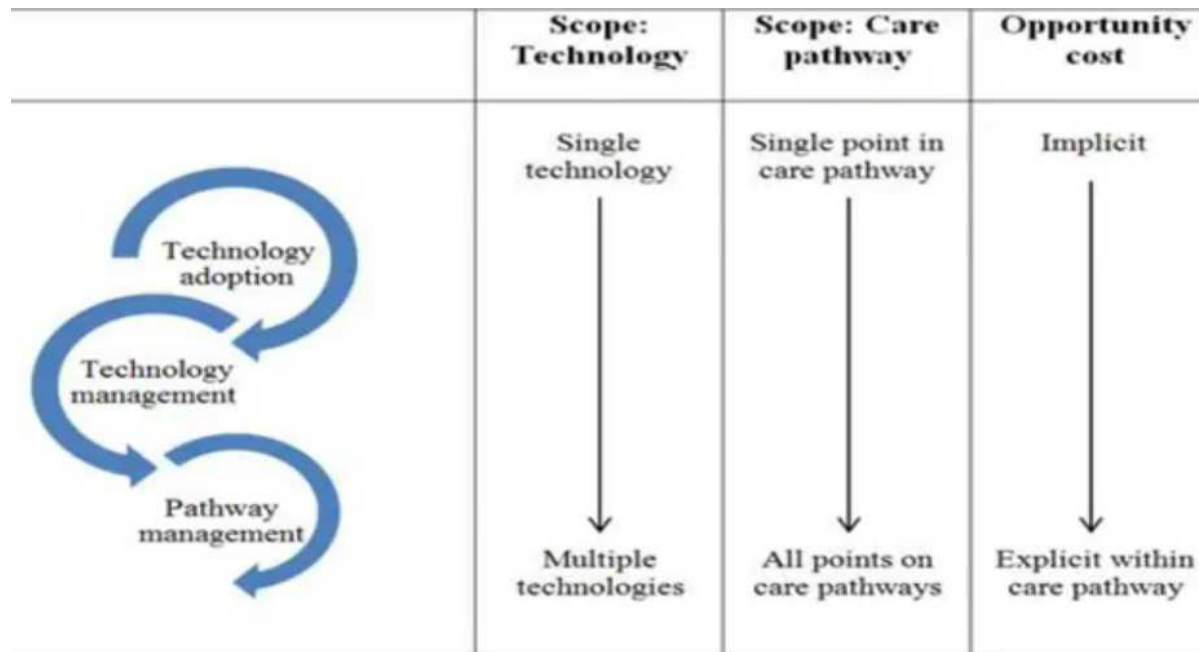 Scope:
Technology
Scope: Care
pathway
Opportunity
cost
Technology
adoption
Technology
management
Pathway
management
Single
technology
Multiple
technologies
Single point in
care pathway
All points on
care pathways
Implicit
Explicit within
care pathway